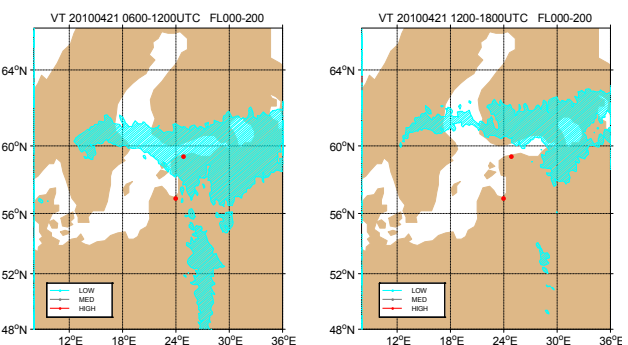 VT 20100421 0600-1200UTC FL000-200
64°N
60°N
56°N
52°N
48°N
12°E 18°E 24°E 30°E 36°E
LOW
MED
HIGH
VT 20100421 1200-1800UTC FL000-200
64°N
60°N
56°N
52°N
48°N
12°E 18°E 24°E 30°E 36°E
LOW
MED
HIGH